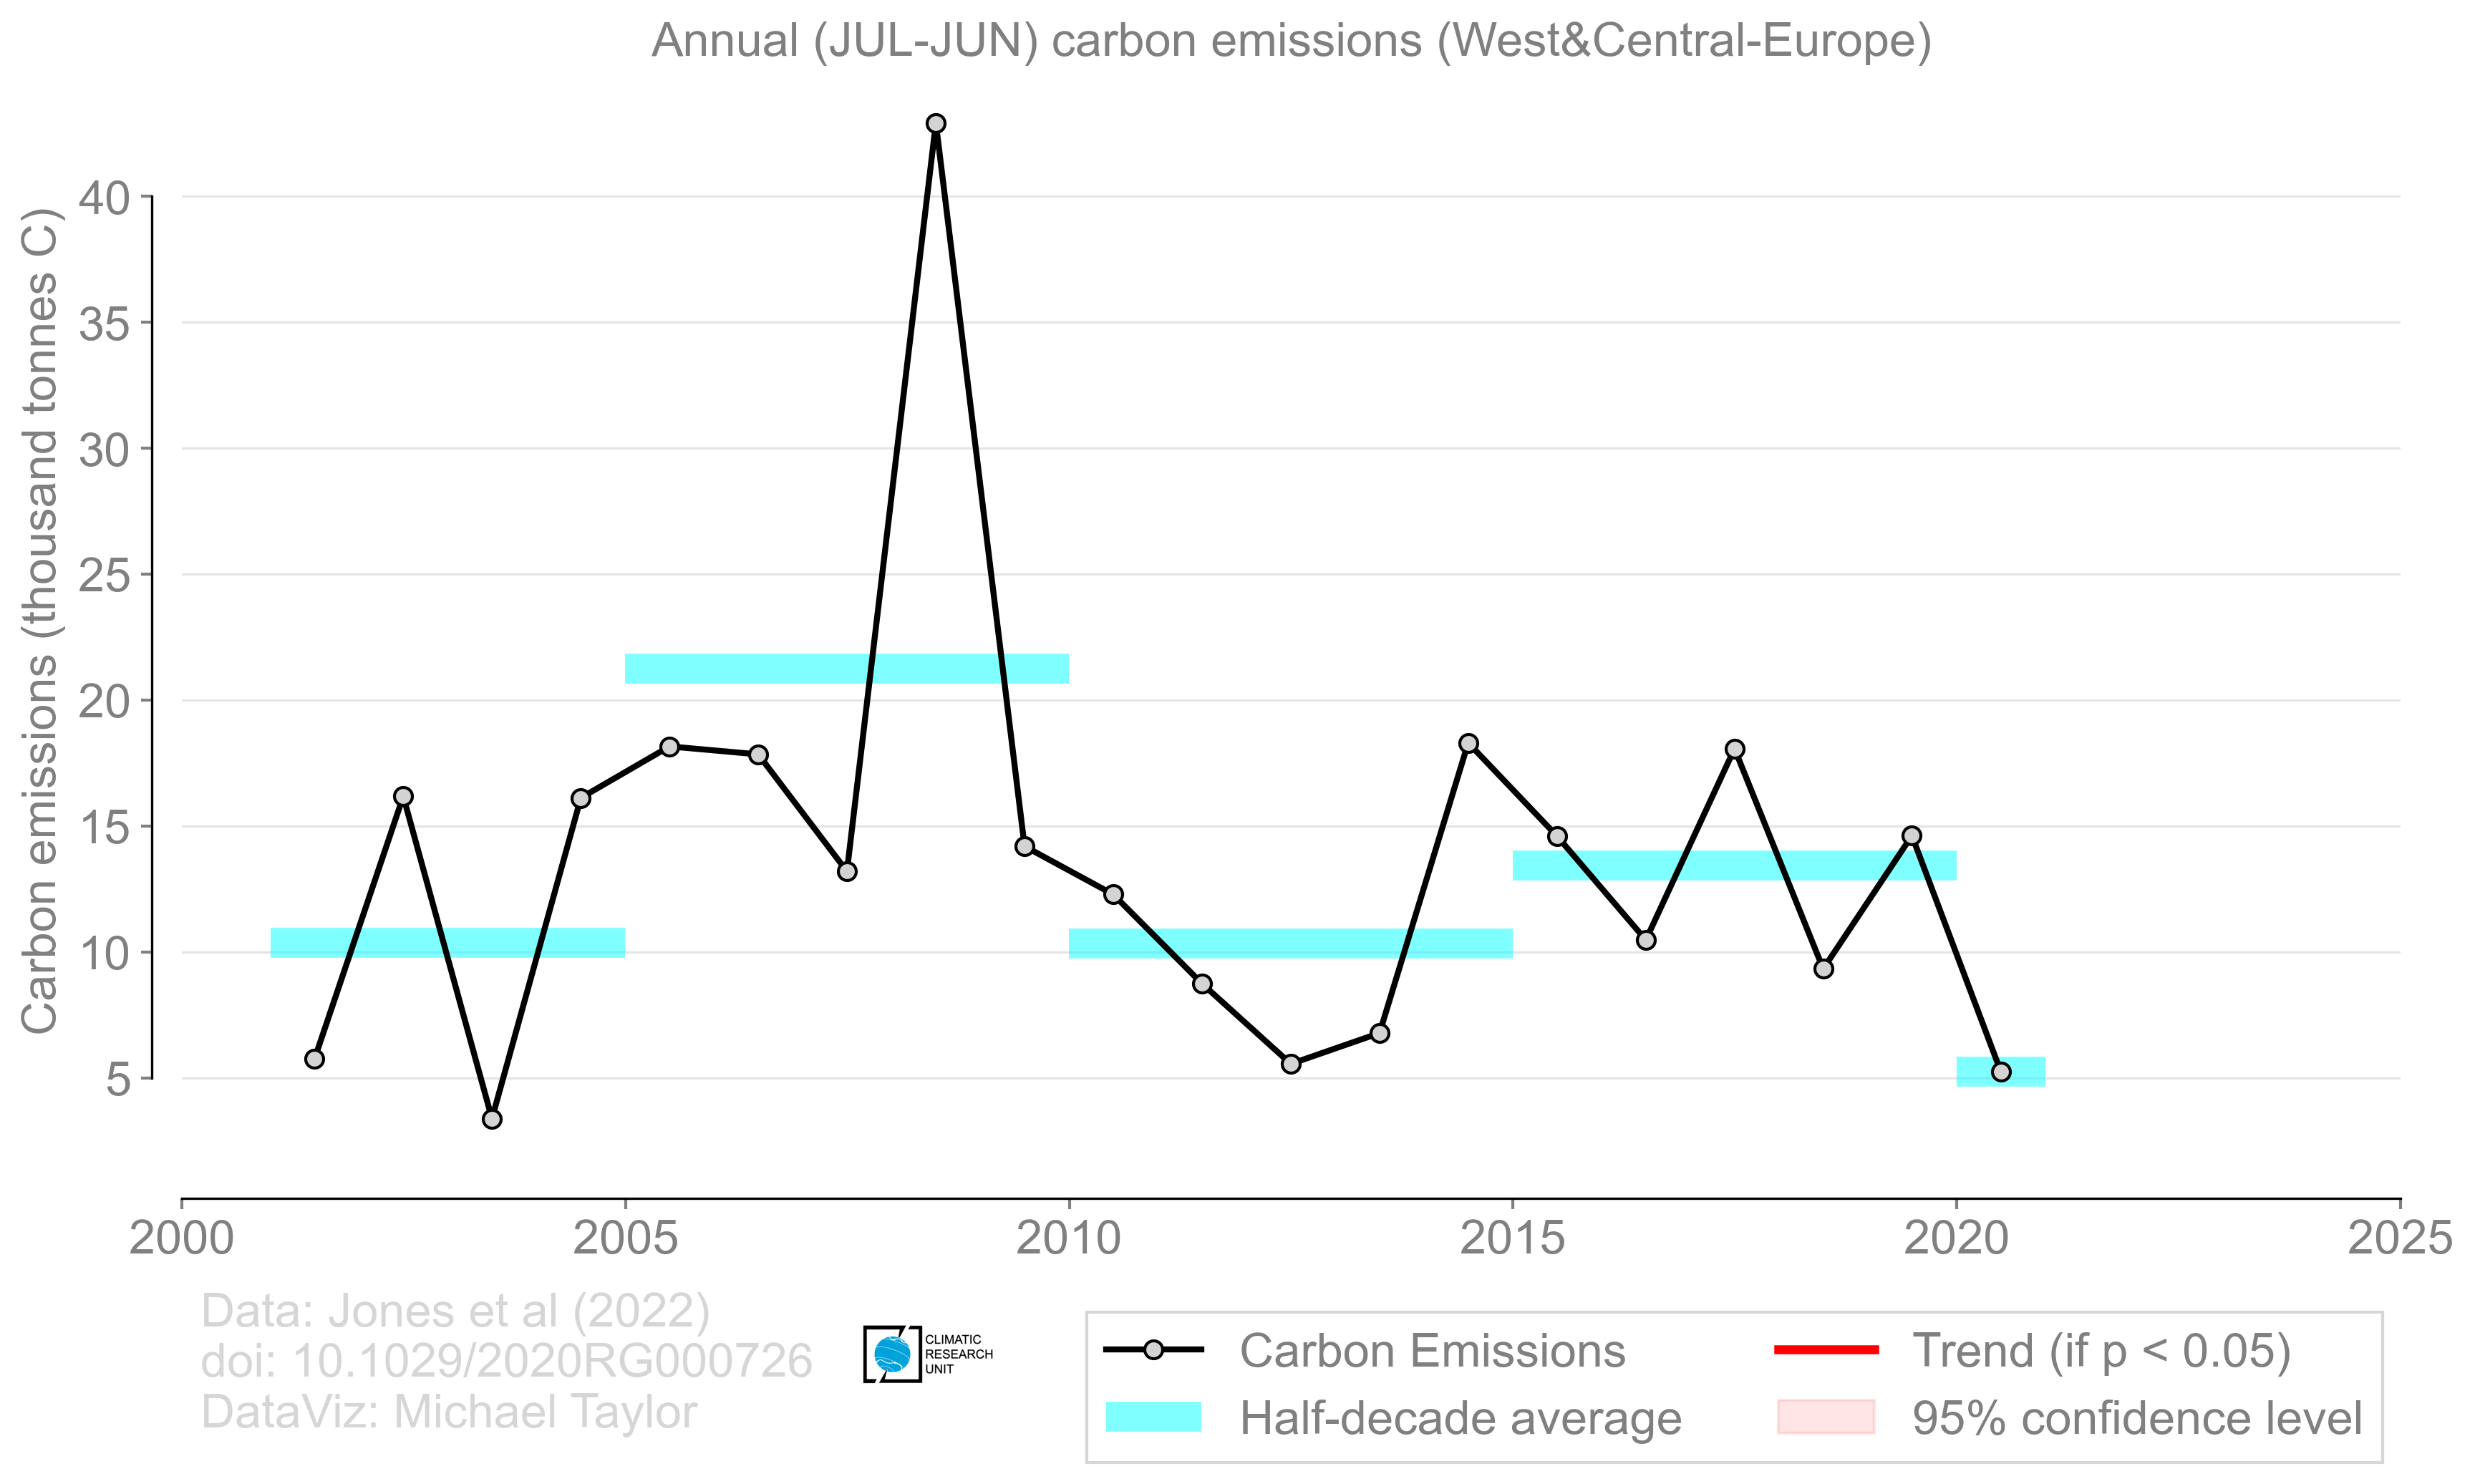 Annual (JUL-JUN) carbon emissions (West&Central-Europe)
Carbon emissions (thousand tonnes C)
40
35
30
25
20
15
10
5
2000 2005 2010 2015 2020 2025
Data: Jones et al (2022)
doi: 10.1029/2020RG000726
DataViz: Michael Taylor
CLIMATIC
RESEARCH
UNIT
Carbon Emissions
Half-decade average
Trend (if p < 0.05)
95% confidence level